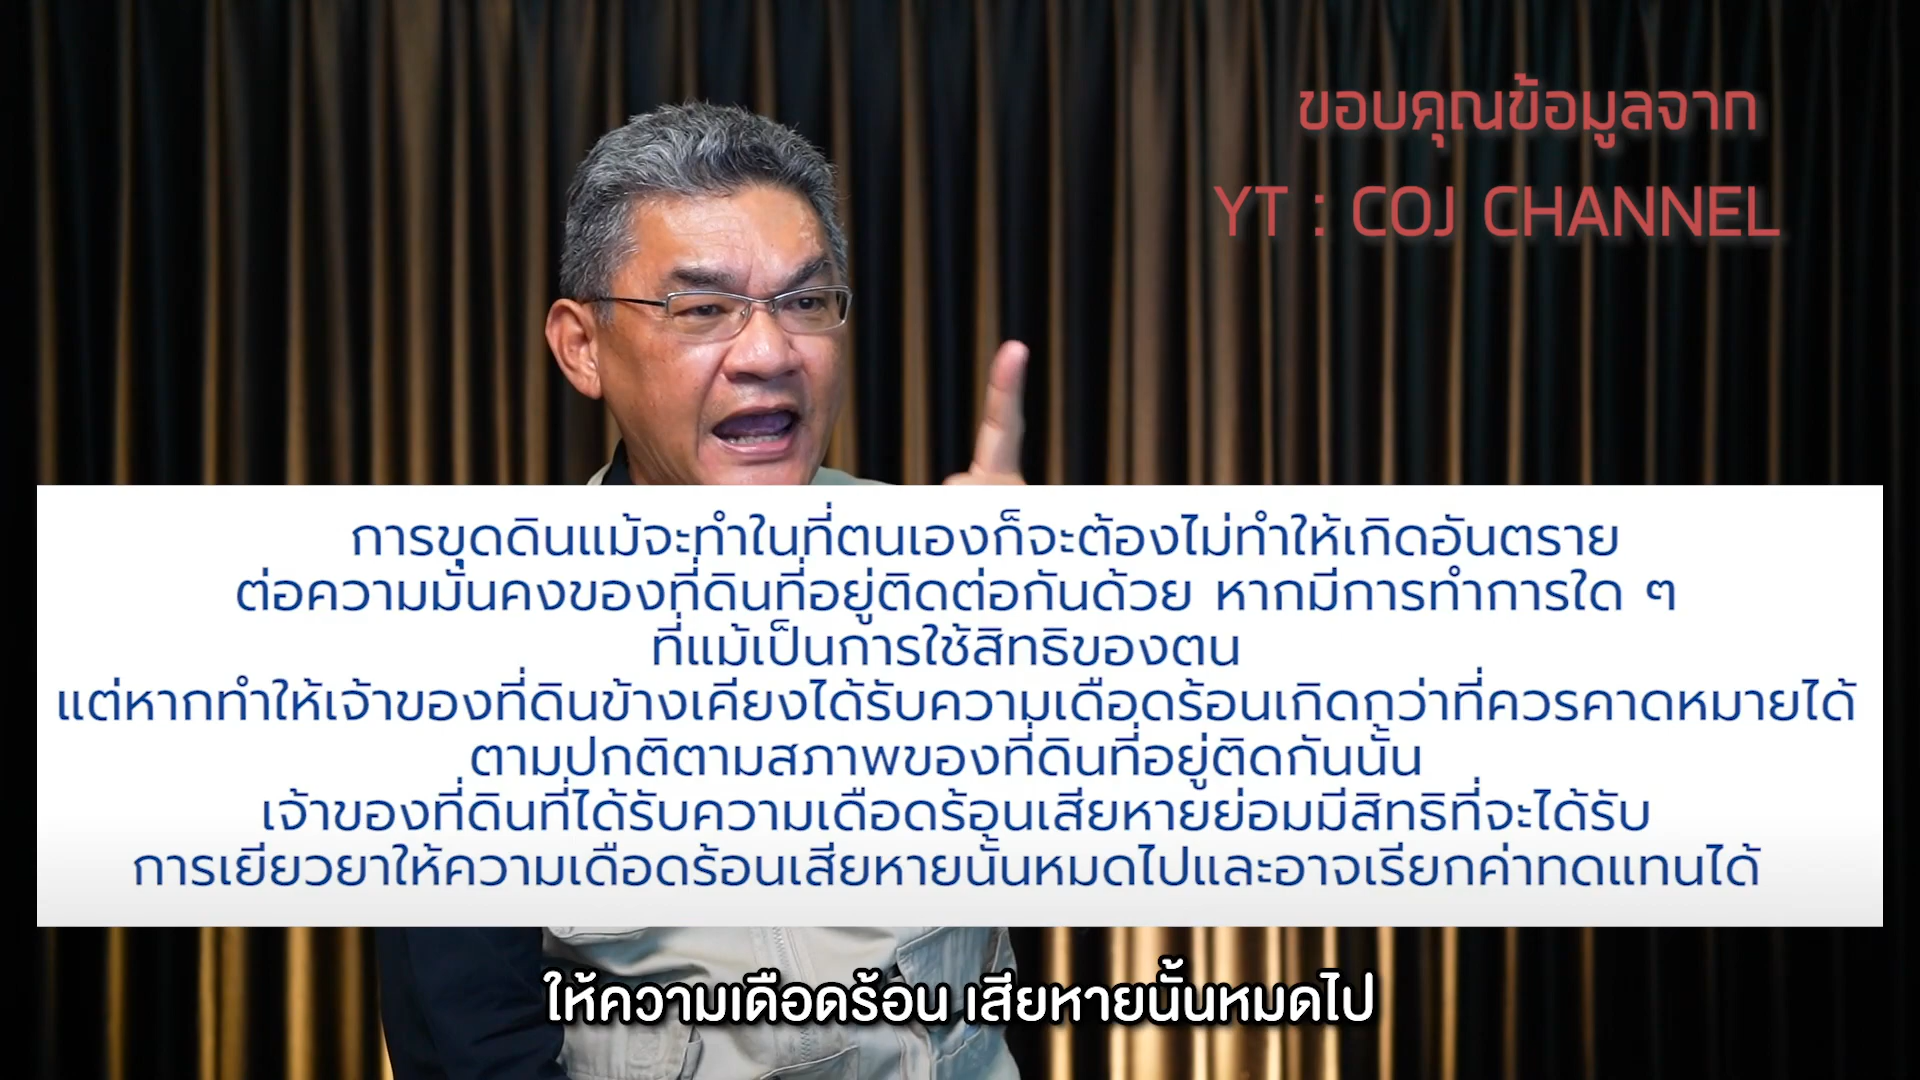 ขอบคุณข้อมูลจาก
YT : COJ CHANNEL
การขุดดินแม้จะทำในที่ตนเองก็จะต้องไม่ทำให้เกิดอันตราย
ต่อความมั่นคงของที่ดินที่อยู่ติดต่อกันด้วย หากมีการทำการใด ๆ
ที่แม้เป็นการใช้สิทธิของตน
แต่หากทำให้เจ้าของที่ดินข้างเคียงได้รับความเดือดร้อนเกิดกว่าที่ควรคาดหมายได้
ตามปกติตามสภาพของที่ดินที่อยู่ติดกันนั้น
เจ้าของที่ดินที่ได้รับความเดือดร้อนเสียหายย่อมมีสิทธิที่จะได้รับ
การเยียวยาให้ความเดือดร้อนเสียหายนั้นหมดไปและอาจเรียกค่าทดแทนได้
ให้ความเดือดร้อน เสียหายนั้นหมดไป